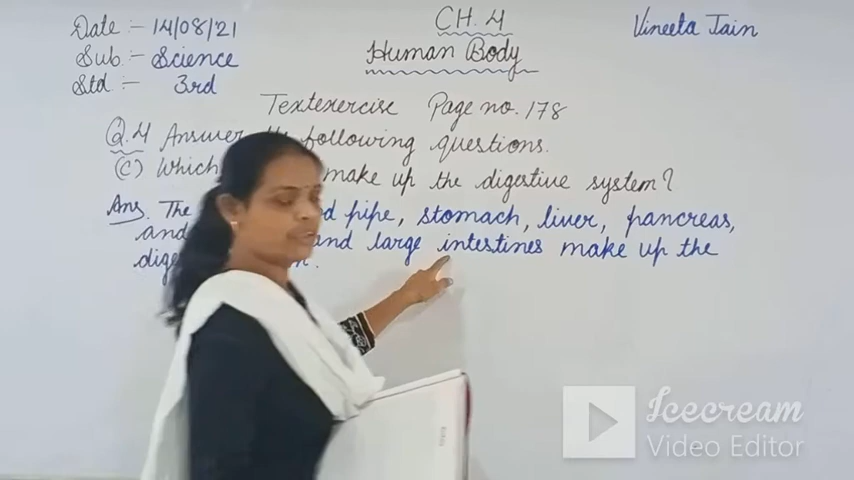 Date :- 14/08/21
CH. 4
Vineeta Jain
Sub :- Science
Human Body
Std :- 3rd
Textexercise Page no. 178
Q.4 Answer following questions.
(C) Which make up the digestive system?
Ans. The pipe, stomach, liver, pancreas,
and and large intestines make up the
Icecream
Video Editor